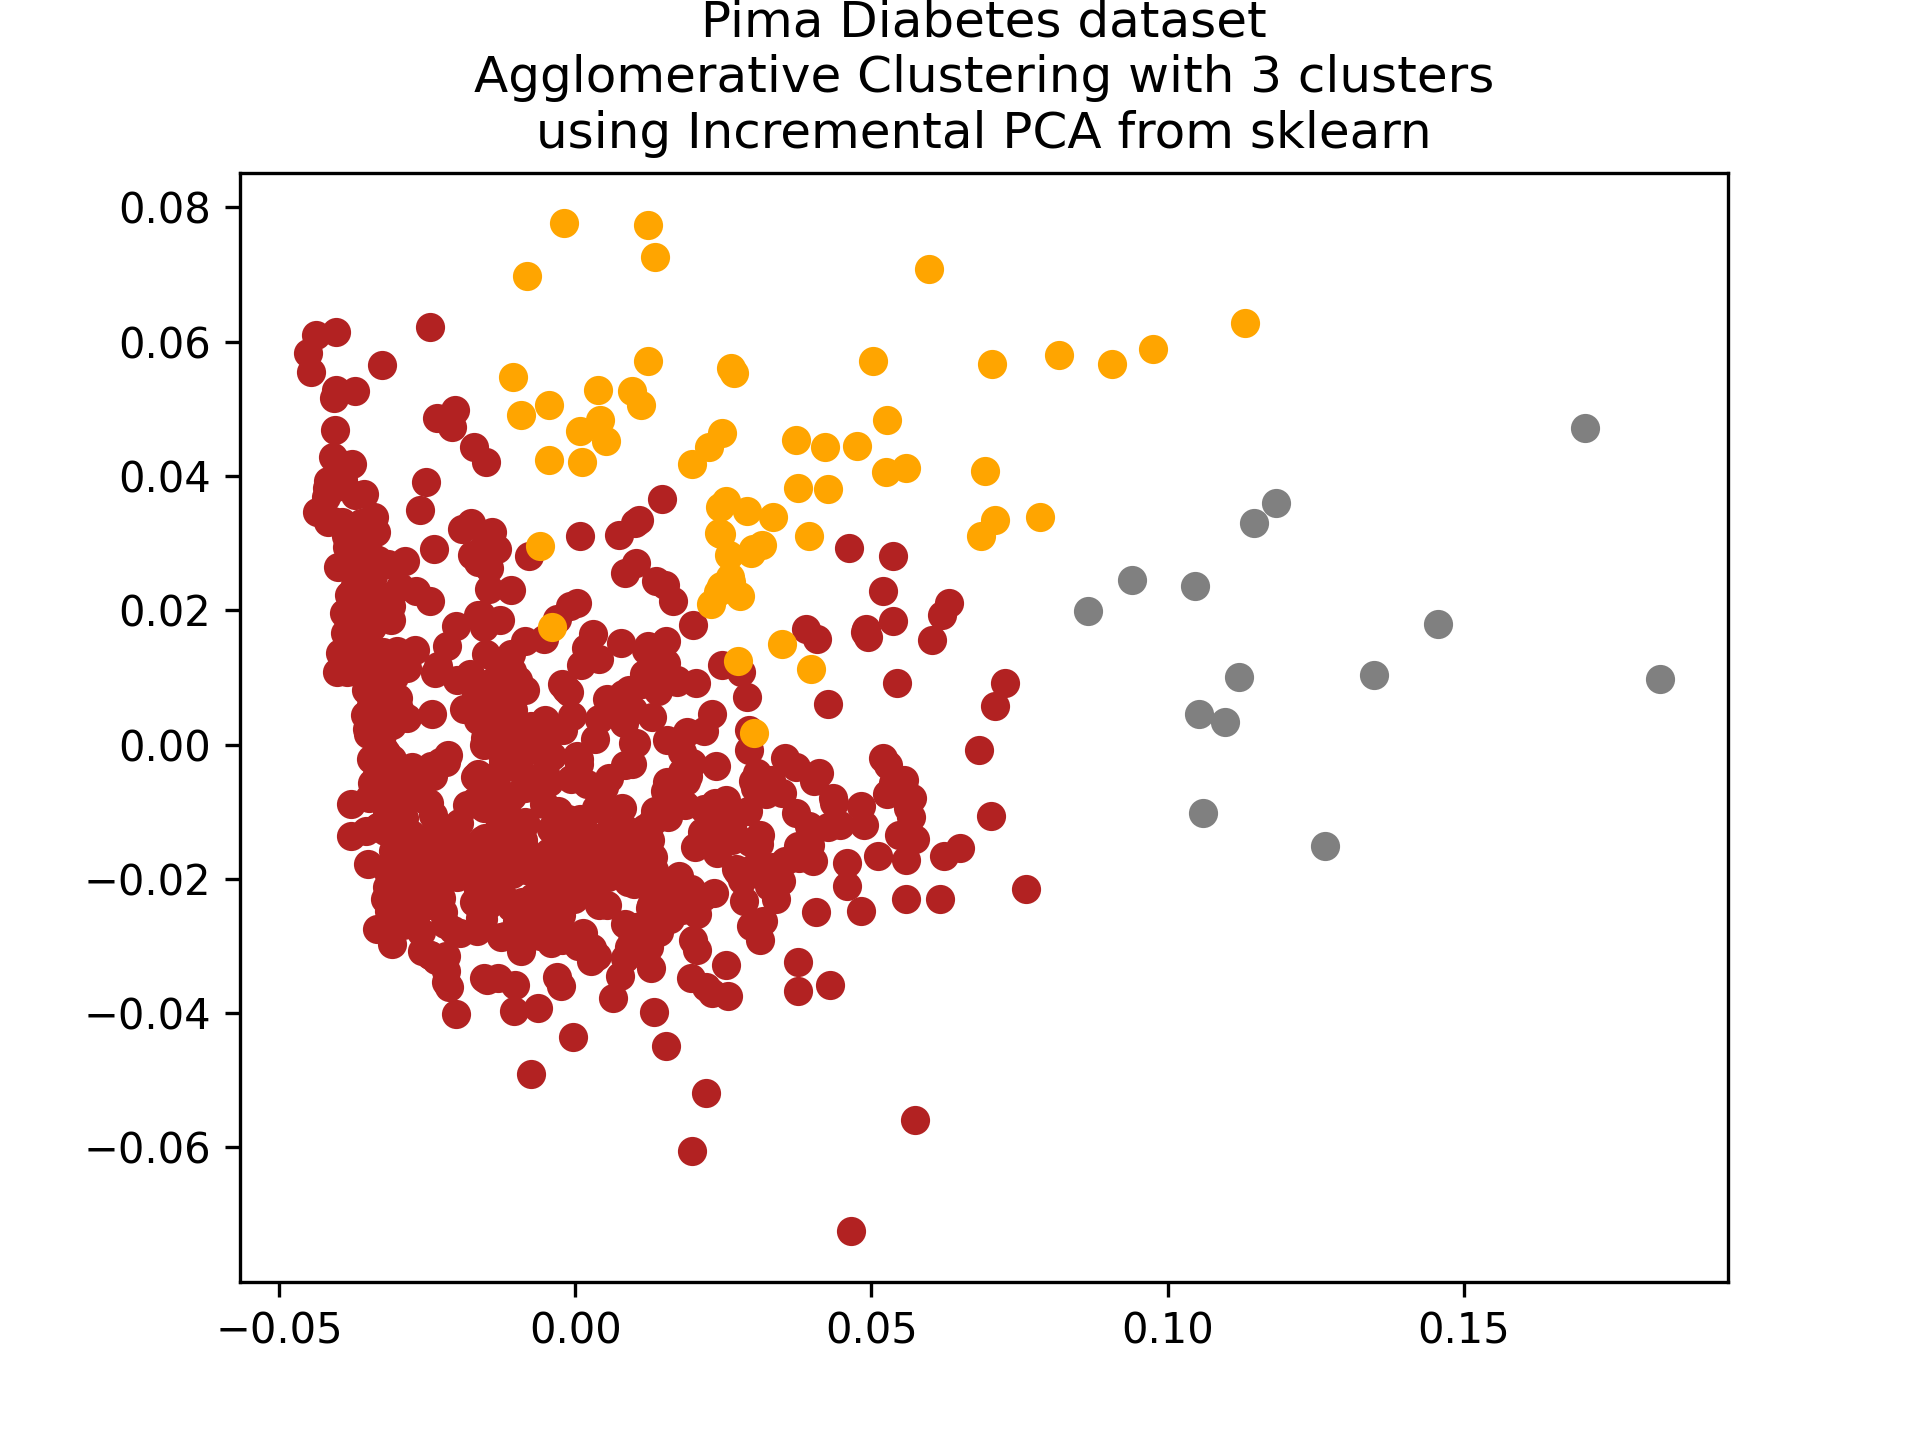 Pima Diabetes dataset
Agglomerative Clustering with 3 clusters
using Incremental PCA from sklearn
0.08
0.06
0.04
0.02
0.00
−0.02
−0.04
−0.06
−0.05 0.00 0.05 0.10 0.15